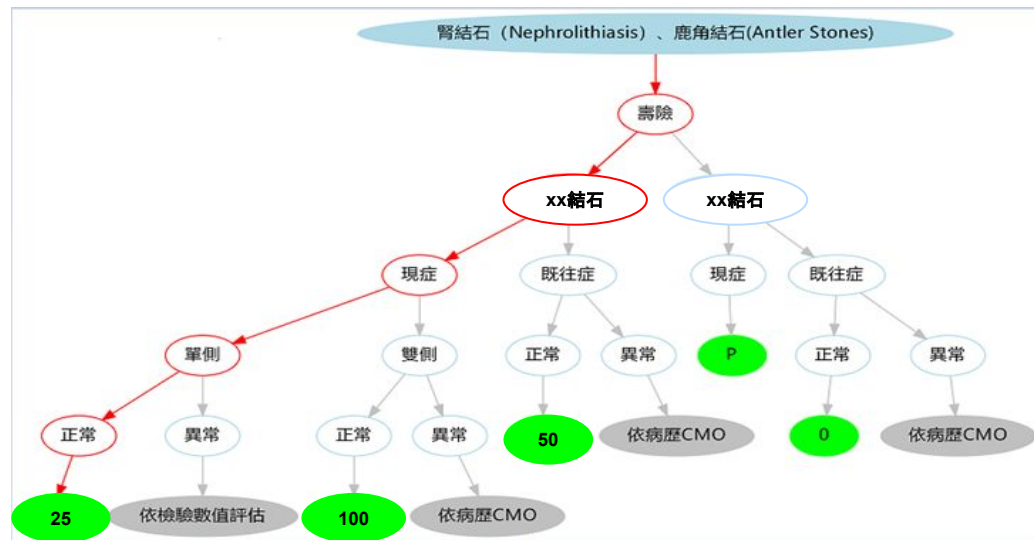 腎結石（Nephrolithiasis）、鹿角結石(Antler Stones)
壽險
xx結石 xx結石
現症 既往症 現症 既往症
單側 雙側 正常 異常 P 正常 異常
正常 異常 正常 異常 50 依病歷CMO 0 依病歷CMO
25 依檢驗數值評估 100 依病歷CMO